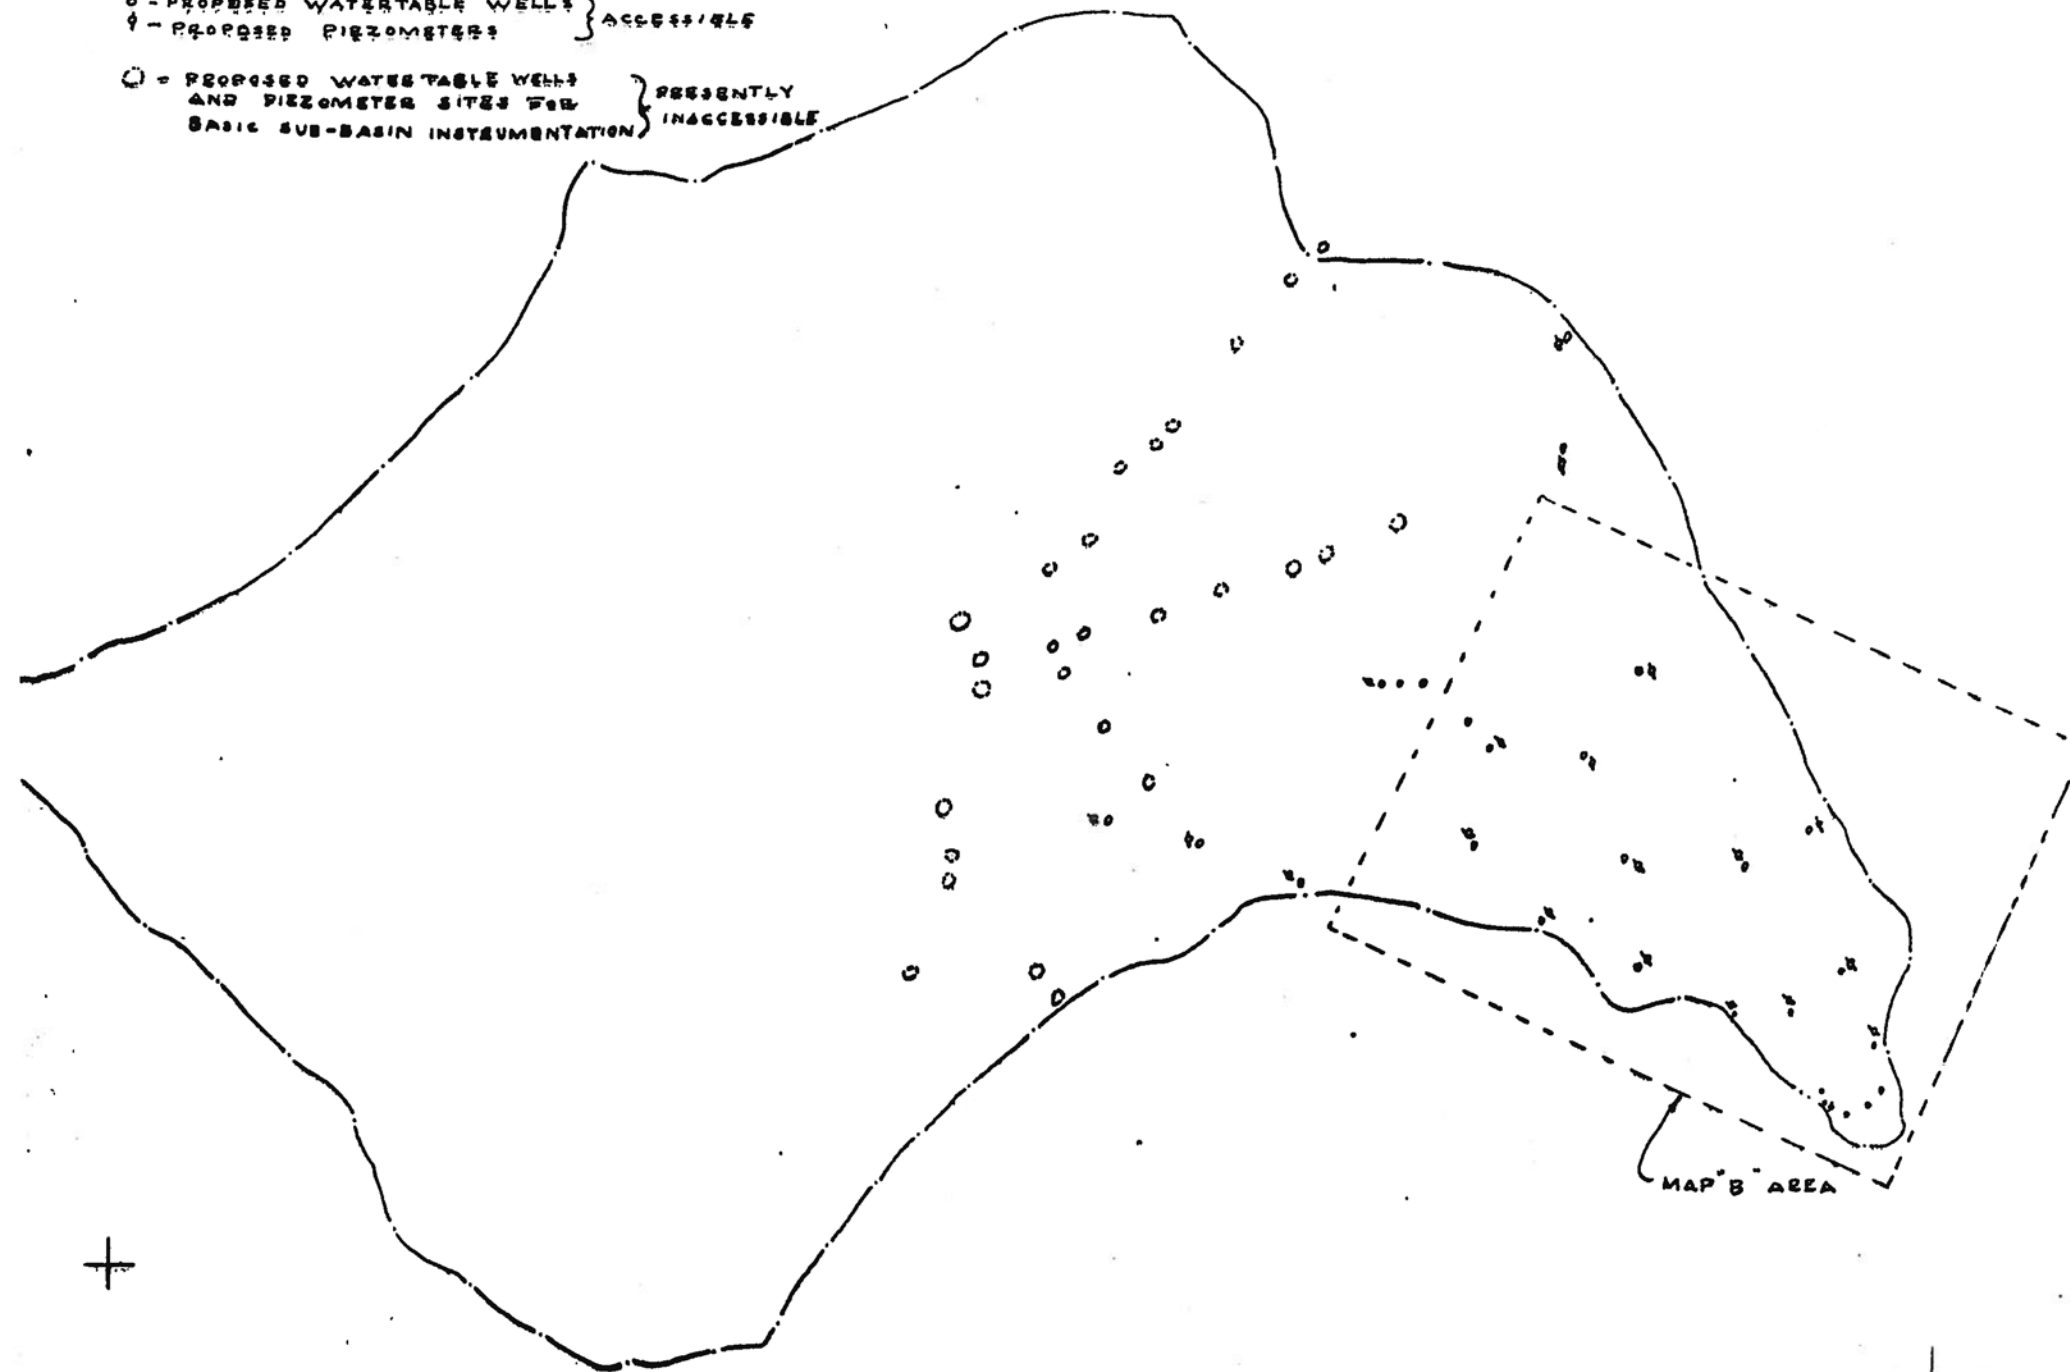 o - PROPOSED WATERTABLE WELLS } ACCESSIBLE
ϙ - PROPOSED PIEZOMETERS
O = PROPOSED WATER TABLE WELLS
AND PIEZOMETER SITES FOR
BASIC SUB-BASIN INSTRUMENTATION } PRESENTLY
INACCESSIBLE
MAP "B" AREA